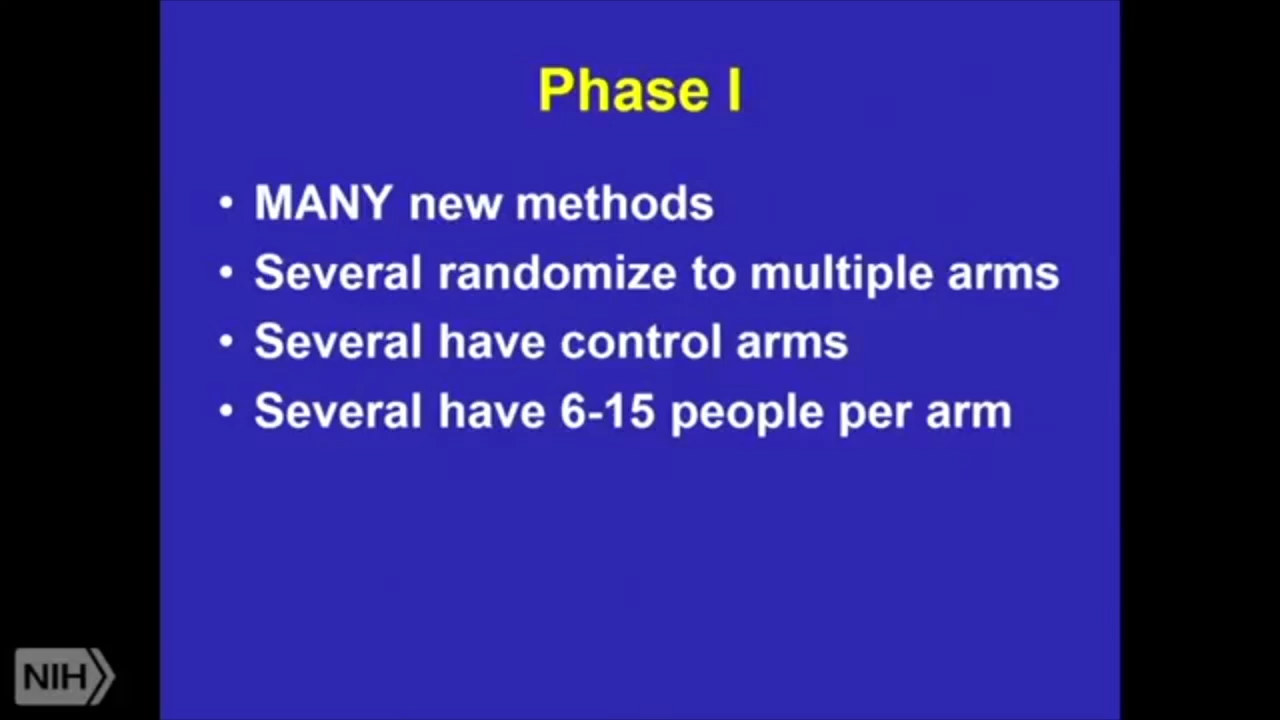 Phase I
• MANY new methods
• Several randomize to multiple arms
• Several have control arms
• Several have 6-15 people per arm
NIH